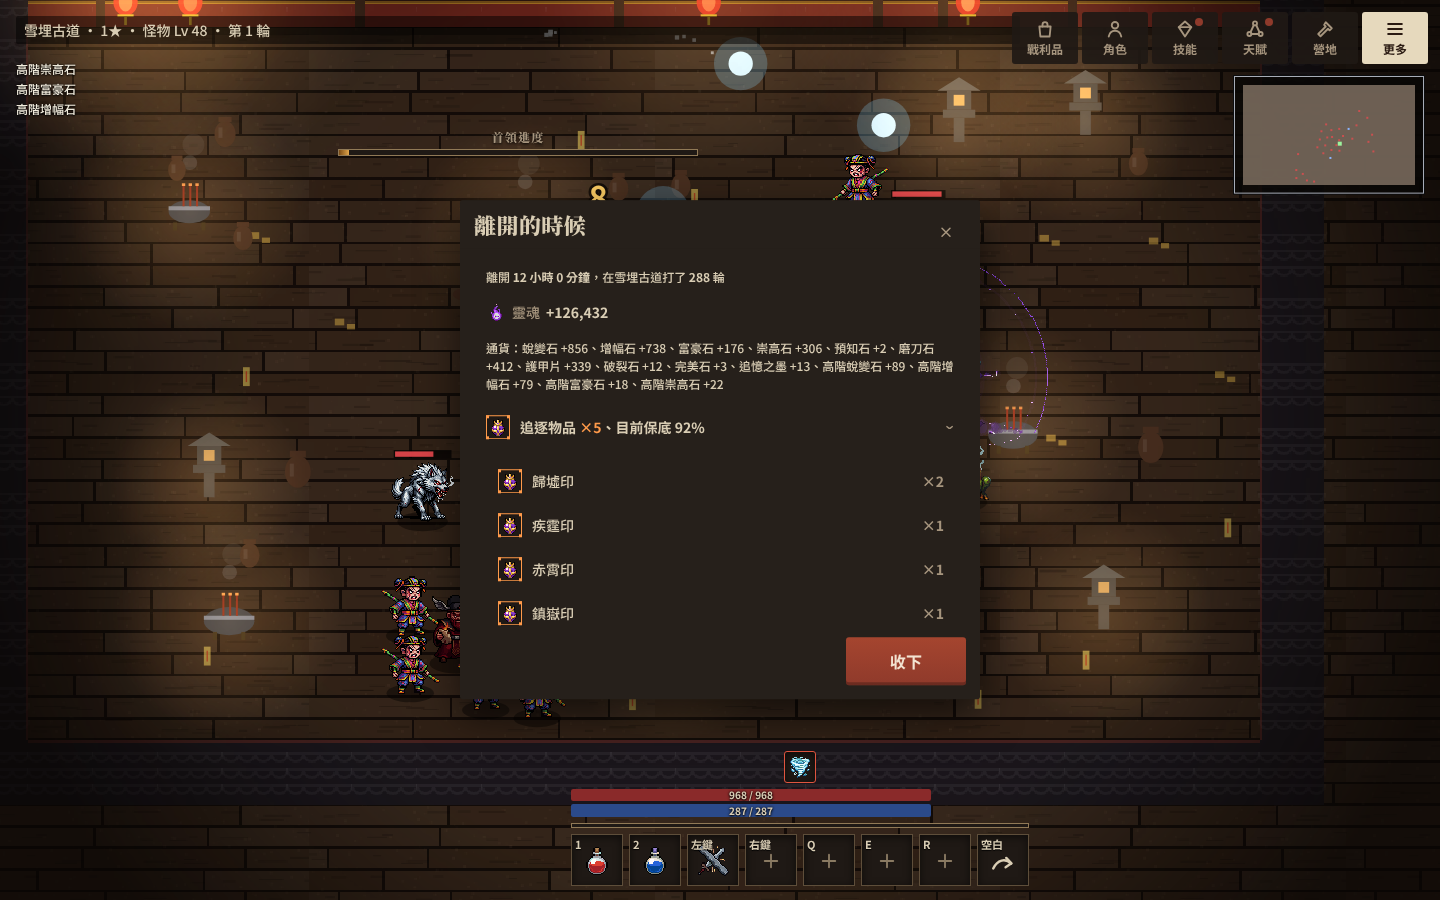 雪埋古道 · 1★ · 怪物 Lv 48 · 第 1 輪
戰利品
角色
技能
天賦
營地
更多
高階崇高石
高階富豪石
高階增幅石
首領進度
8
離開的時候
×
離開 12 小時 0 分鐘，在雪埋古道打了 288 輪
靈魂 +126,432
通貨：蛻變石 +856、增幅石 +738、富豪石 +176、崇高石 +306、預知石 +2、磨刀石
+412、護甲片 +339、破裂石 +12、完美石 +3、追憶之墨 +13、高階蛻變石 +89、高階增
幅石 +79、高階富豪石 +18、高階崇高石 +22
追逐物品 ×5、目前保底 92%
歸墟印 ×2
疾霆印 ×1
赤霄印 ×1
鎮嶽印 ×1
收下
968 / 968
287 / 287
1
2
左鍵
右鍵
Q
E
R
空白